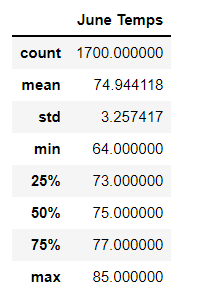 June Temps
count 1700.000000
mean 74.944118
std 3.257417
min 64.000000
25% 73.000000
50% 75.000000
75% 77.000000
max 85.000000